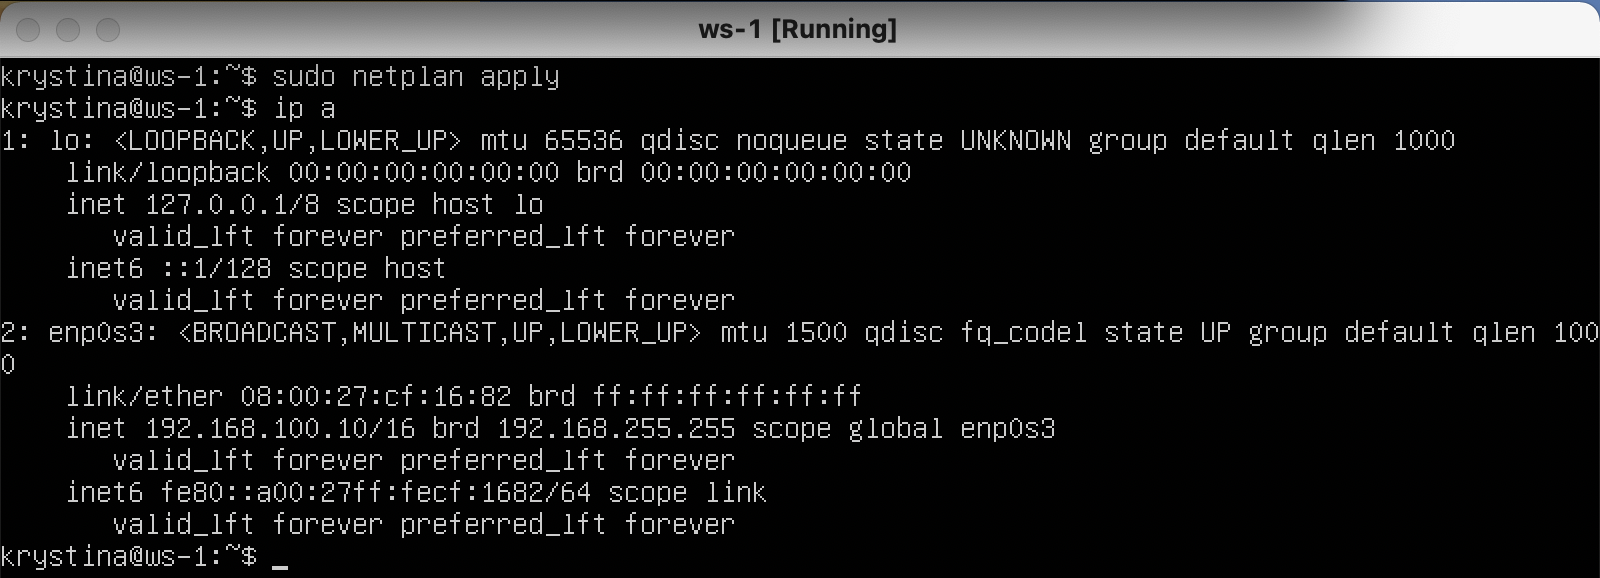 ws-1 [Running]
krystina@ws-1:~$ sudo netplan apply
krystina@ws-1:~$ ip a
1: lo: <LOOPBACK,UP,LOWER_UP> mtu 65536 qdisc noqueue state UNKNOWN group default qlen 1000
    link/loopback 00:00:00:00:00:00 brd 00:00:00:00:00:00
    inet 127.0.0.1/8 scope host lo
       valid_lft forever preferred_lft forever
    inet6 ::1/128 scope host
       valid_lft forever preferred_lft forever
2: enp0s3: <BROADCAST,MULTICAST,UP,LOWER_UP> mtu 1500 qdisc fq_codel state UP group default qlen 100
0
    link/ether 08:00:27:cf:16:82 brd ff:ff:ff:ff:ff:ff
    inet 192.168.100.10/16 brd 192.168.255.255 scope global enp0s3
       valid_lft forever preferred_lft forever
    inet6 fe80::a00:27ff:fecf:1682/64 scope link
       valid_lft forever preferred_lft forever
krystina@ws-1:~$ _